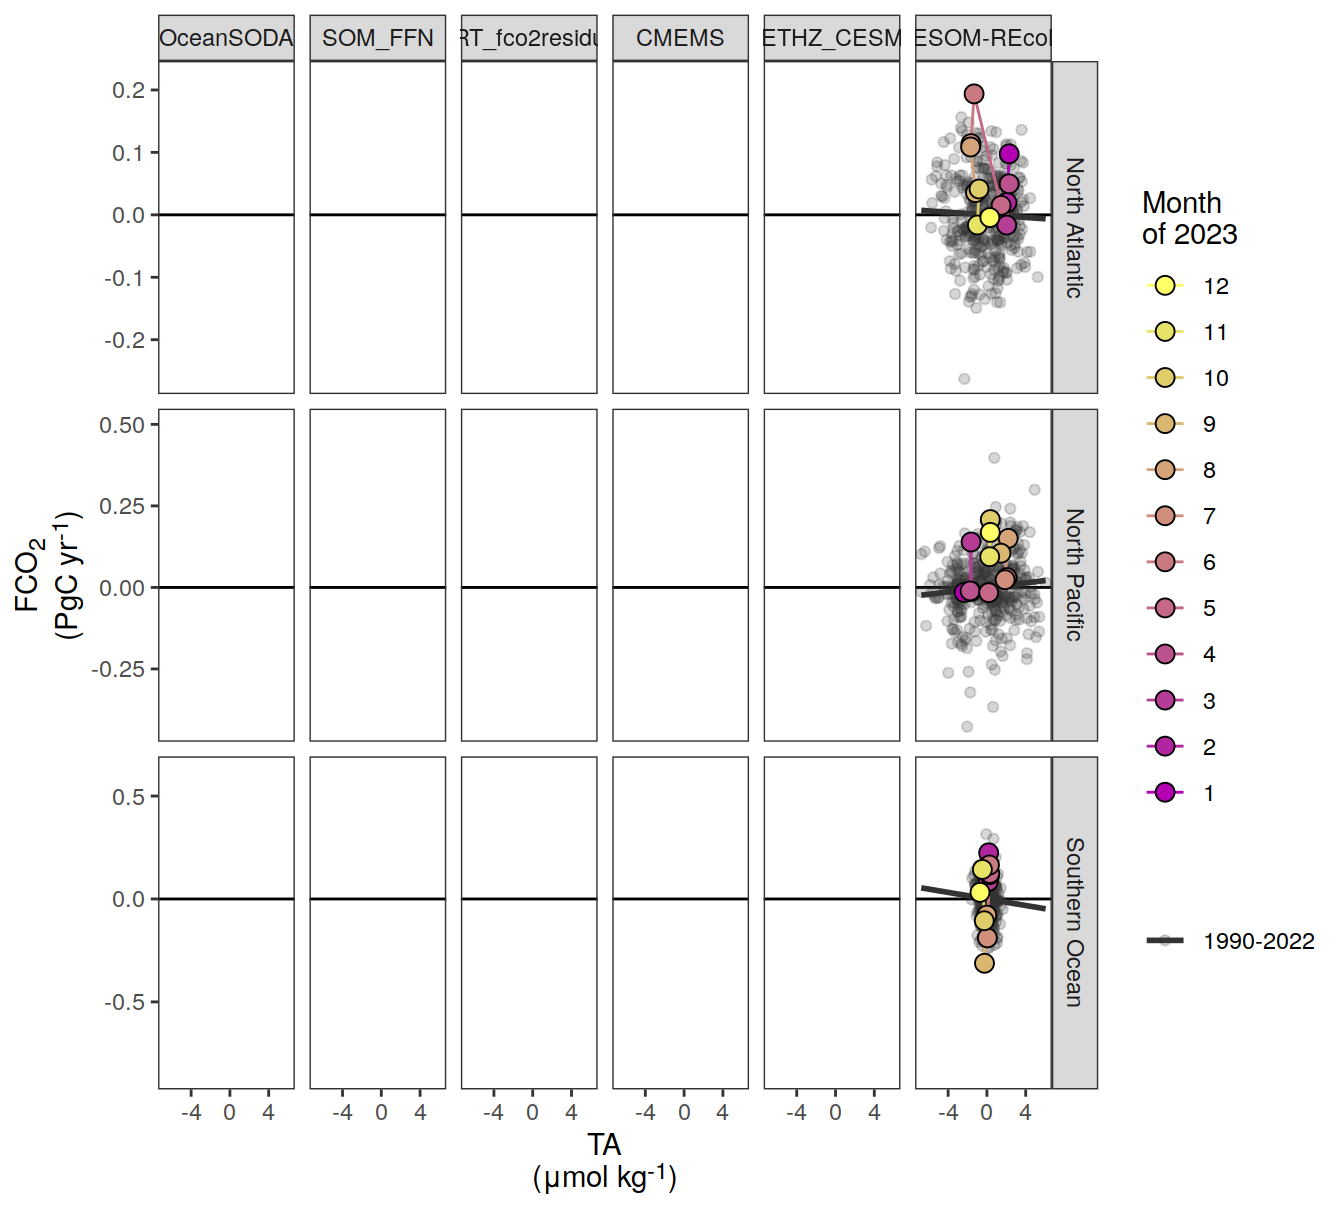 OceanSODA SOM_FFN RT_fco2residu CMEMS ETHZ_CESM ESOM-REcoM
0.2
0.1
0.0
-0.1
-0.2
North Atlantic
0.50
0.25
0.00
-0.25
North Pacific
0.5
0.0
-0.5
Southern Ocean
FCO2
(PgC yr-1)
-4 0 4 -4 0 4 -4 0 4 -4 0 4 -4 0 4 -4 0 4
TA
(µmol kg-1)
Month
of 2023
12
11
10
9
8
7
6
5
4
3
2
1
1990-2022